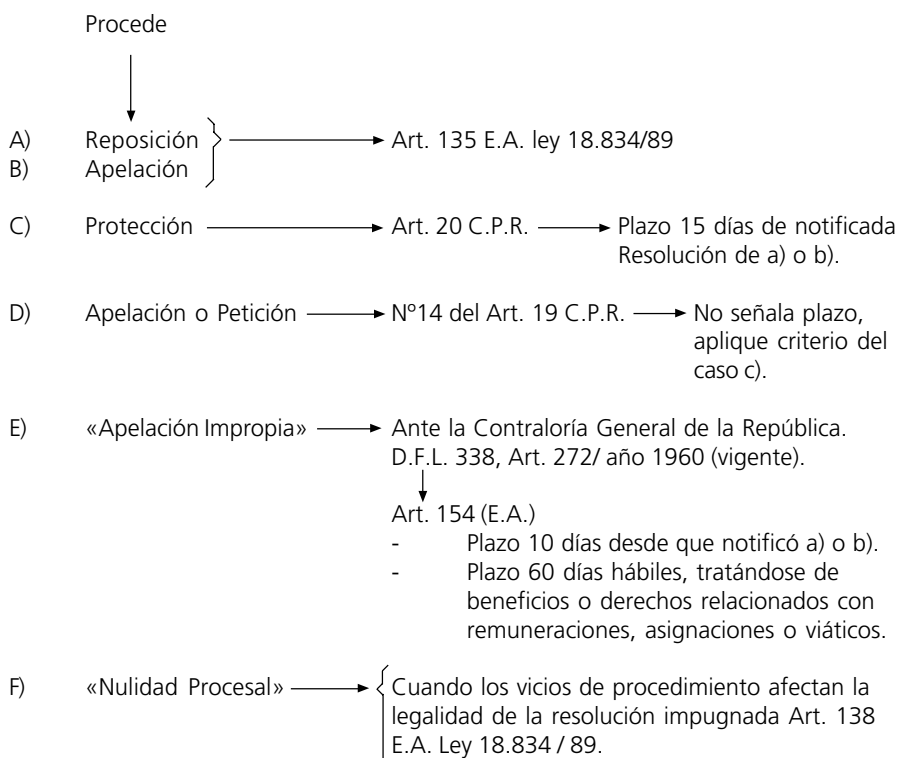 Procede
A) Reposición Art. 135 E.A. ley 18.834/89
B) Apelación
C) Protección Art. 20 C.P.R. Plazo 15 días de notificada
Resolución de a) o b).
D) Apelación o Petición Nº14 del Art. 19 C.P.R. No señala plazo,
aplique criterio del
caso c).
E) «Apelación Impropia» Ante la Contraloría General de la República.
D.F.L. 338, Art. 272/ año 1960 (vigente).
Art. 154 (E.A.)
- Plazo 10 días desde que notificó a) o b).
- Plazo 60 días hábiles, tratándose de
beneficios o derechos relacionados con
remuneraciones, asignaciones o viáticos.
F) «Nulidad Procesal» Cuando los vicios de procedimiento afectan la
legalidad de la resolución impugnada Art. 138
E.A. Ley 18.834 / 89.